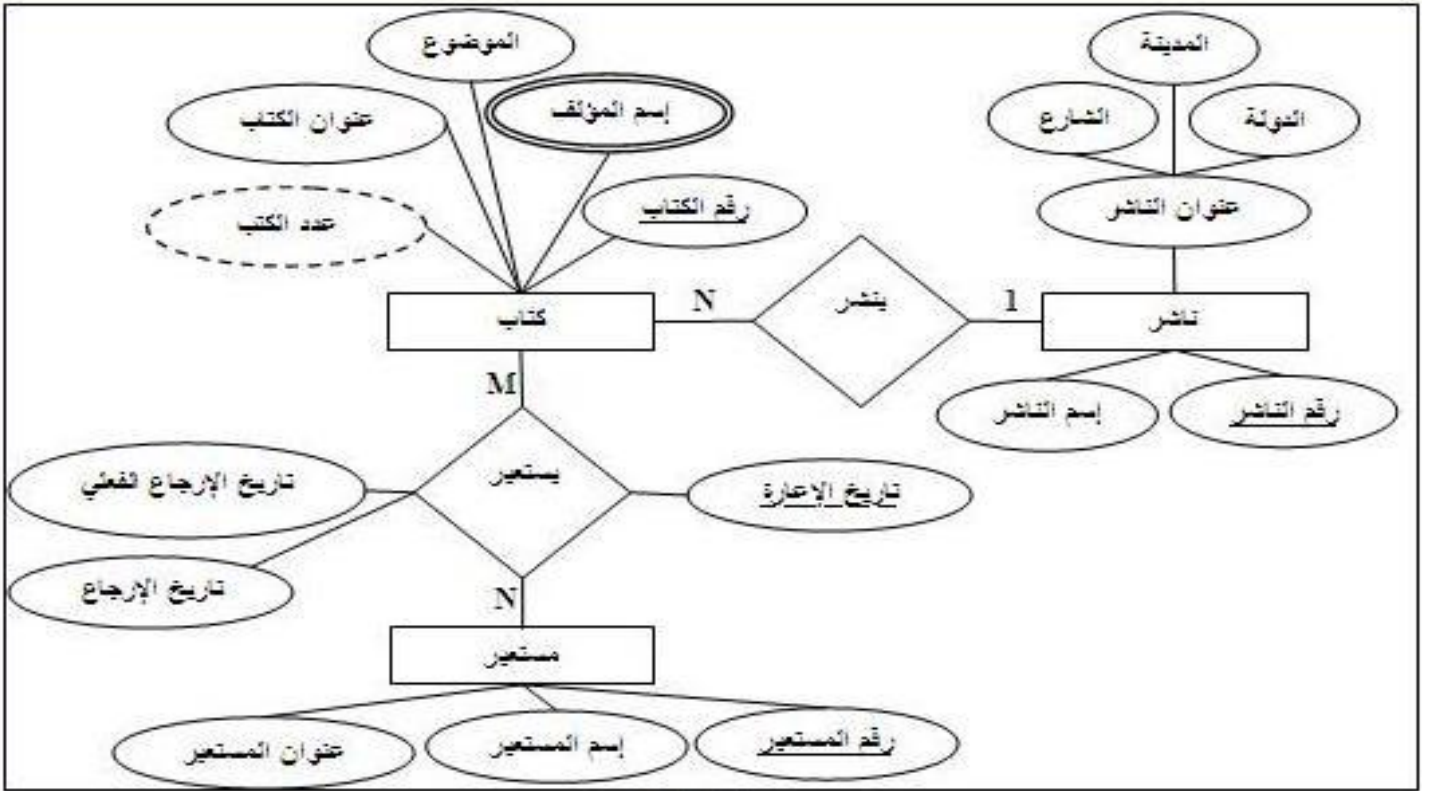 الموضوع
المدينة
إسم المؤلف
عنوان الكتاب
الدولة
الشارع
رقم الكتاب
عنوان الناشر
عدد الكتب
ناشر
1
ينشر
N
كتاب
M
رقم الناشر
إسم الناشر
يستعير
تاريخ الإعارة
تاريخ الإرجاع الفعلي
تاريخ الإرجاع
N
مستعير
رقم المستعير
إسم المستعير
عنوان المستعير